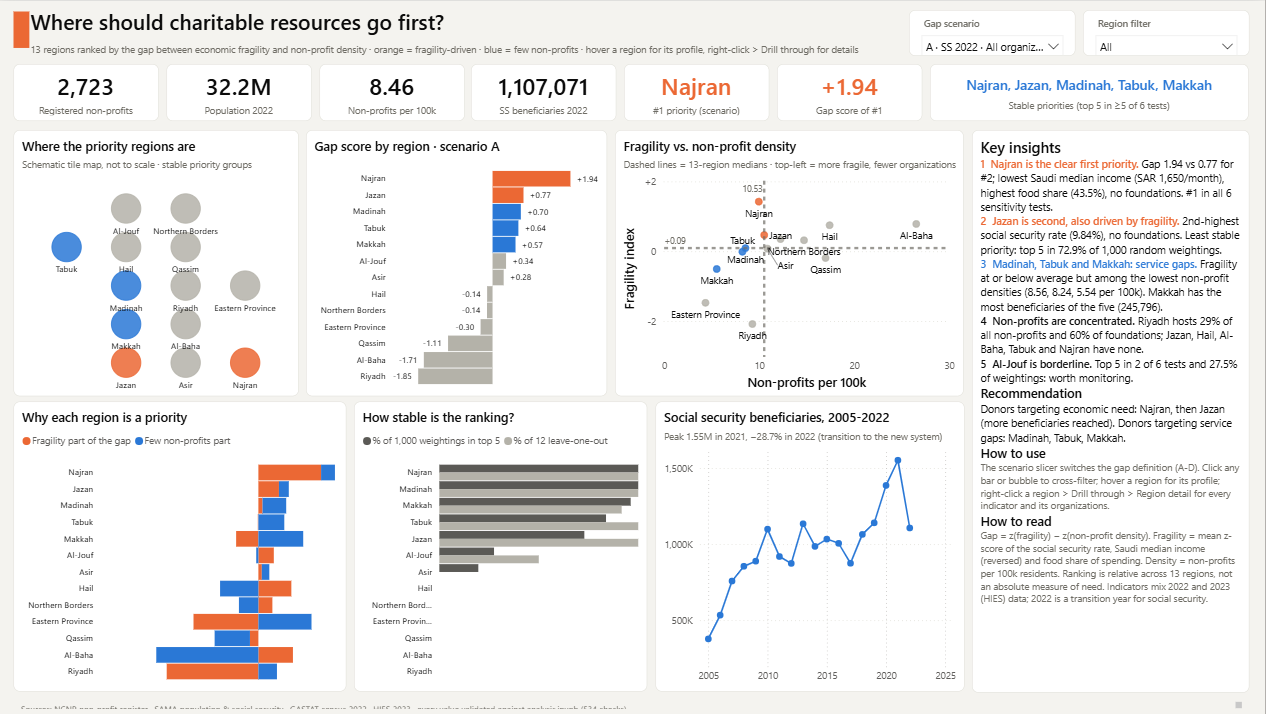 Where should charitable resources go first?
13 regions ranked by the gap between economic fragility and non-profit density · orange = fragility-driven · blue = few non-profits · hover a region for its profile, right-click > Drill through for details
Gap scenario
A · SS 2022 · All organiz...
Region filter
All
2,723
Registered non-profits
32.2M
Population 2022
8.46
Non-profits per 100k
1,107,071
SS beneficiaries 2022
Najran
#1 priority (scenario)
+1.94
Gap score of #1
Najran, Jazan, Madinah, Tabuk, Makkah
Stable priorities (top 5 in ≥5 of 6 tests)
Where the priority regions are
Schematic tile map, not to scale · stable priority groups
Al-Jouf
Northern Borders
Tabuk
Hail
Qassim
Madinah
Riyadh
Eastern Province
Makkah
Al-Baha
Jazan
Asir
Najran
Gap score by region · scenario A
Najran +1.94
Jazan +0.77
Madinah +0.70
Tabuk +0.64
Makkah +0.57
Al-Jouf +0.34
Asir +0.28
Hail -0.14
Northern Borders -0.14
Eastern Province -0.30
Qassim -1.11
Al-Baha -1.71
Riyadh -1.85
Fragility vs. non-profit density
Dashed lines = 13-region medians · top-left = more fragile, fewer organizations
Fragility index
+2
10.53
Najran
+0.09
0
Tabuk
Jazan
Hail
Al-Baha
Madinah
Northern Borders
Asir
Qassim
Makkah
Eastern Province
-2
Riyadh
0
10
20
30
Non-profits per 100k
Key insights
1 Najran is the clear first priority. Gap 1.94 vs 0.77 for
#2; lowest Saudi median income (SAR 1,650/month),
highest food share (43.5%), no foundations. #1 in all 6
sensitivity tests.
2 Jazan is second, also driven by fragility. 2nd-highest
social security rate (9.84%), no foundations. Least stable
priority: top 5 in 72.9% of 1,000 random weightings.
3 Madinah, Tabuk and Makkah: service gaps. Fragility
at or below average but among the lowest non-profit
densities (8.56, 8.24, 5.54 per 100k). Makkah has the
most beneficiaries of the five (245,796).
4 Non-profits are concentrated. Riyadh hosts 29% of
all non-profits and 60% of foundations; Jazan, Hail, Al-
Baha, Tabuk and Najran have none.
5 Al-Jouf is borderline. Top 5 in 2 of 6 tests and 27.5%
of weightings: worth monitoring.
Recommendation
Donors targeting economic need: Najran, then Jazan
(more beneficiaries reached). Donors targeting service
gaps: Madinah, Tabuk, Makkah.
How to use
The scenario slicer switches the gap definition (A-D). Click any
bar or bubble to cross-filter; hover a region for its profile;
right-click a region > Drill through > Region detail for every
indicator and its organizations.
How to read
Gap = z(fragility) − z(non-profit density). Fragility = mean z-
score of the social security rate, Saudi median income
(reversed) and food share of spending. Density = non-profits
per 100k residents. Ranking is relative across 13 regions, not
an absolute measure of need. Indicators mix 2022 and 2023
(HIES) data; 2022 is a transition year for social security.
Why each region is a priority
Fragility part of the gap
Few non-profits part
Najran
Jazan
Madinah
Tabuk
Makkah
Al-Jouf
Asir
Hail
Northern Borders
Eastern Province
Qassim
Al-Baha
Riyadh
How stable is the ranking?
% of 1,000 weightings in top 5
% of 12 leave-one-out
Najran
Madinah
Makkah
Tabuk
Jazan
Al-Jouf
Asir
Hail
Northern Bord...
Eastern Provin...
Qassim
Al-Baha
Riyadh
Social security beneficiaries, 2005-2022
Peak 1.55M in 2021, −28.7% in 2022 (transition to the new system)
1,500K
1,000K
500K
2005
2010
2015
2020
2025